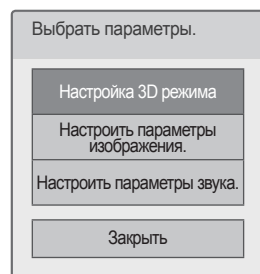 Выбрать параметры.
Настройка 3D режима
Настроить параметры
изображения.
Настроить параметры звука.
Закрыть